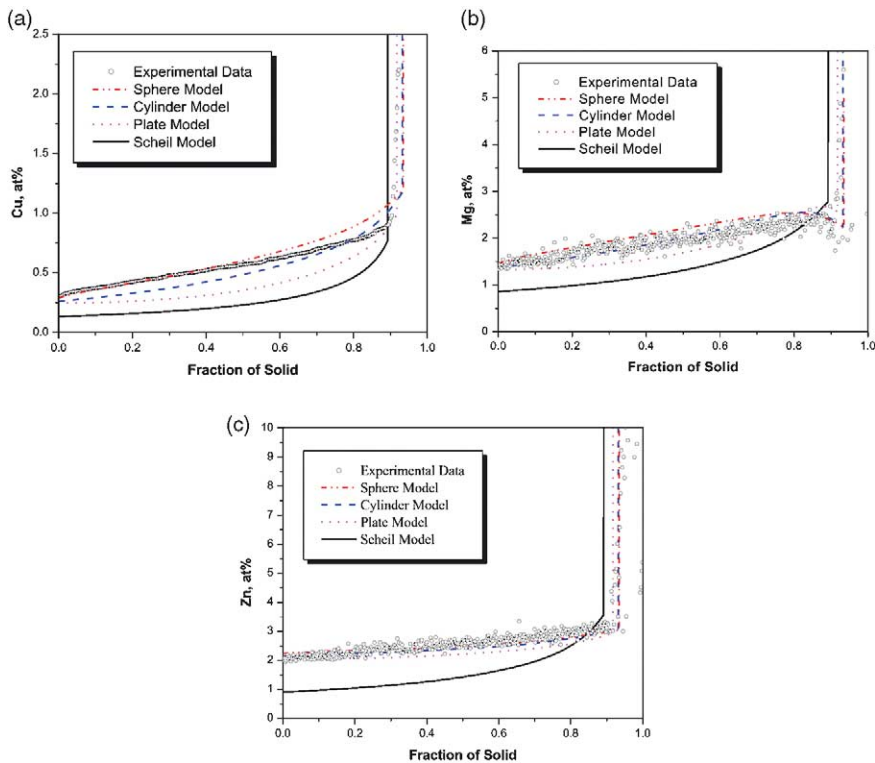 (a)
2.5
2.0
1.5
1.0
0.5
0.0
Cu, at%
Experimental Data
Sphere Model
Cylinder Model
Plate Model
Scheil Model
0.0 0.2 0.4 0.6 0.8 1.0
Fraction of Solid
(b)
6
5
4
3
2
1
0
Mg, at%
Experimental Data
Sphere Model
Cylinder Model
Plate Model
Scheil Model
0.0 0.2 0.4 0.6 0.8 1.0
Fraction of Solid
(c)
10
9
8
7
6
5
4
3
2
1
0
Zn, at%
Experimental Data
Sphere Model
Cylinder Model
Plate Model
Scheil Model
0.0 0.2 0.4 0.6 0.8 1.0
Fraction of Solid